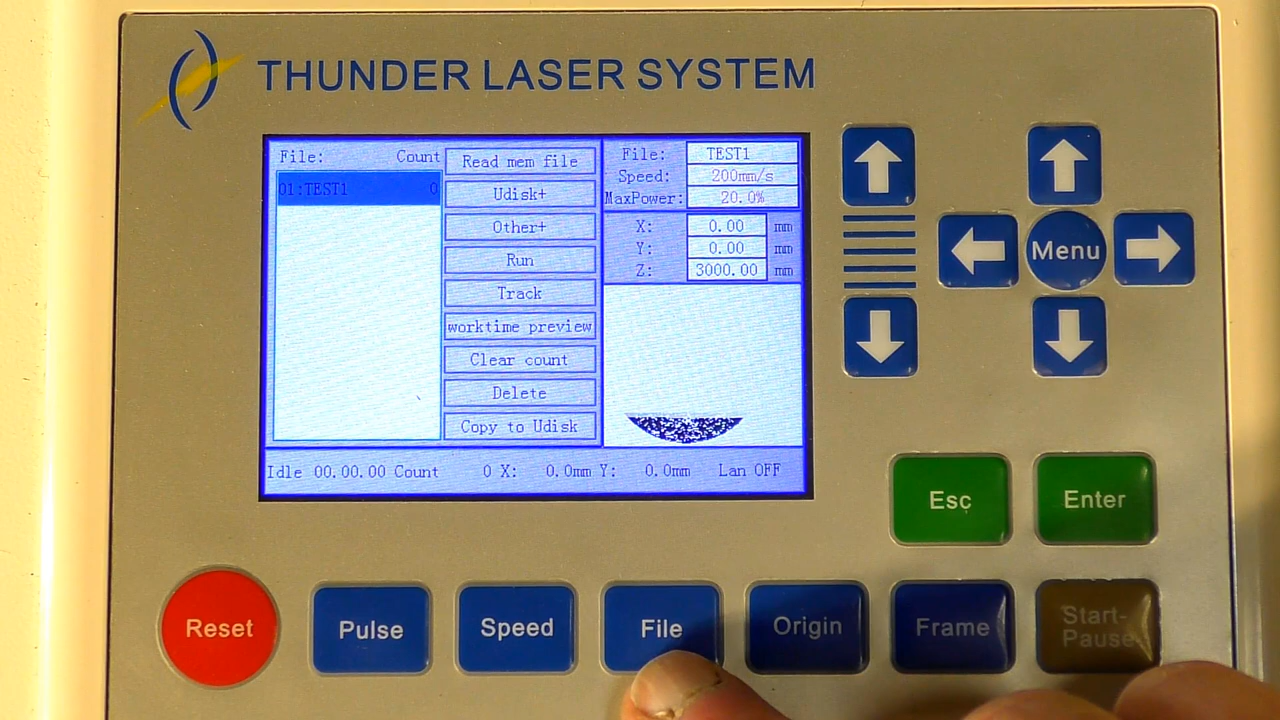 THUNDER LASER SYSTEM
File: Count
01:TEST1 0
Read mem file
Udisk+
Other+
Run
Track
worktime preview
Clear count
Delete
Copy to Udisk
File: TEST1
Speed: 200mm/s
MaxPower: 20.0%
X: 0.00 mm
Y: 0.00 mm
Z: 3000.00 mm
Idle 00.00.00 Count 0 X: 0.0mm Y: 0.0mm Lan OFF
Menu
Esc
Enter
Reset
Pulse
Speed
File
Origin
Frame
Start-
Pause